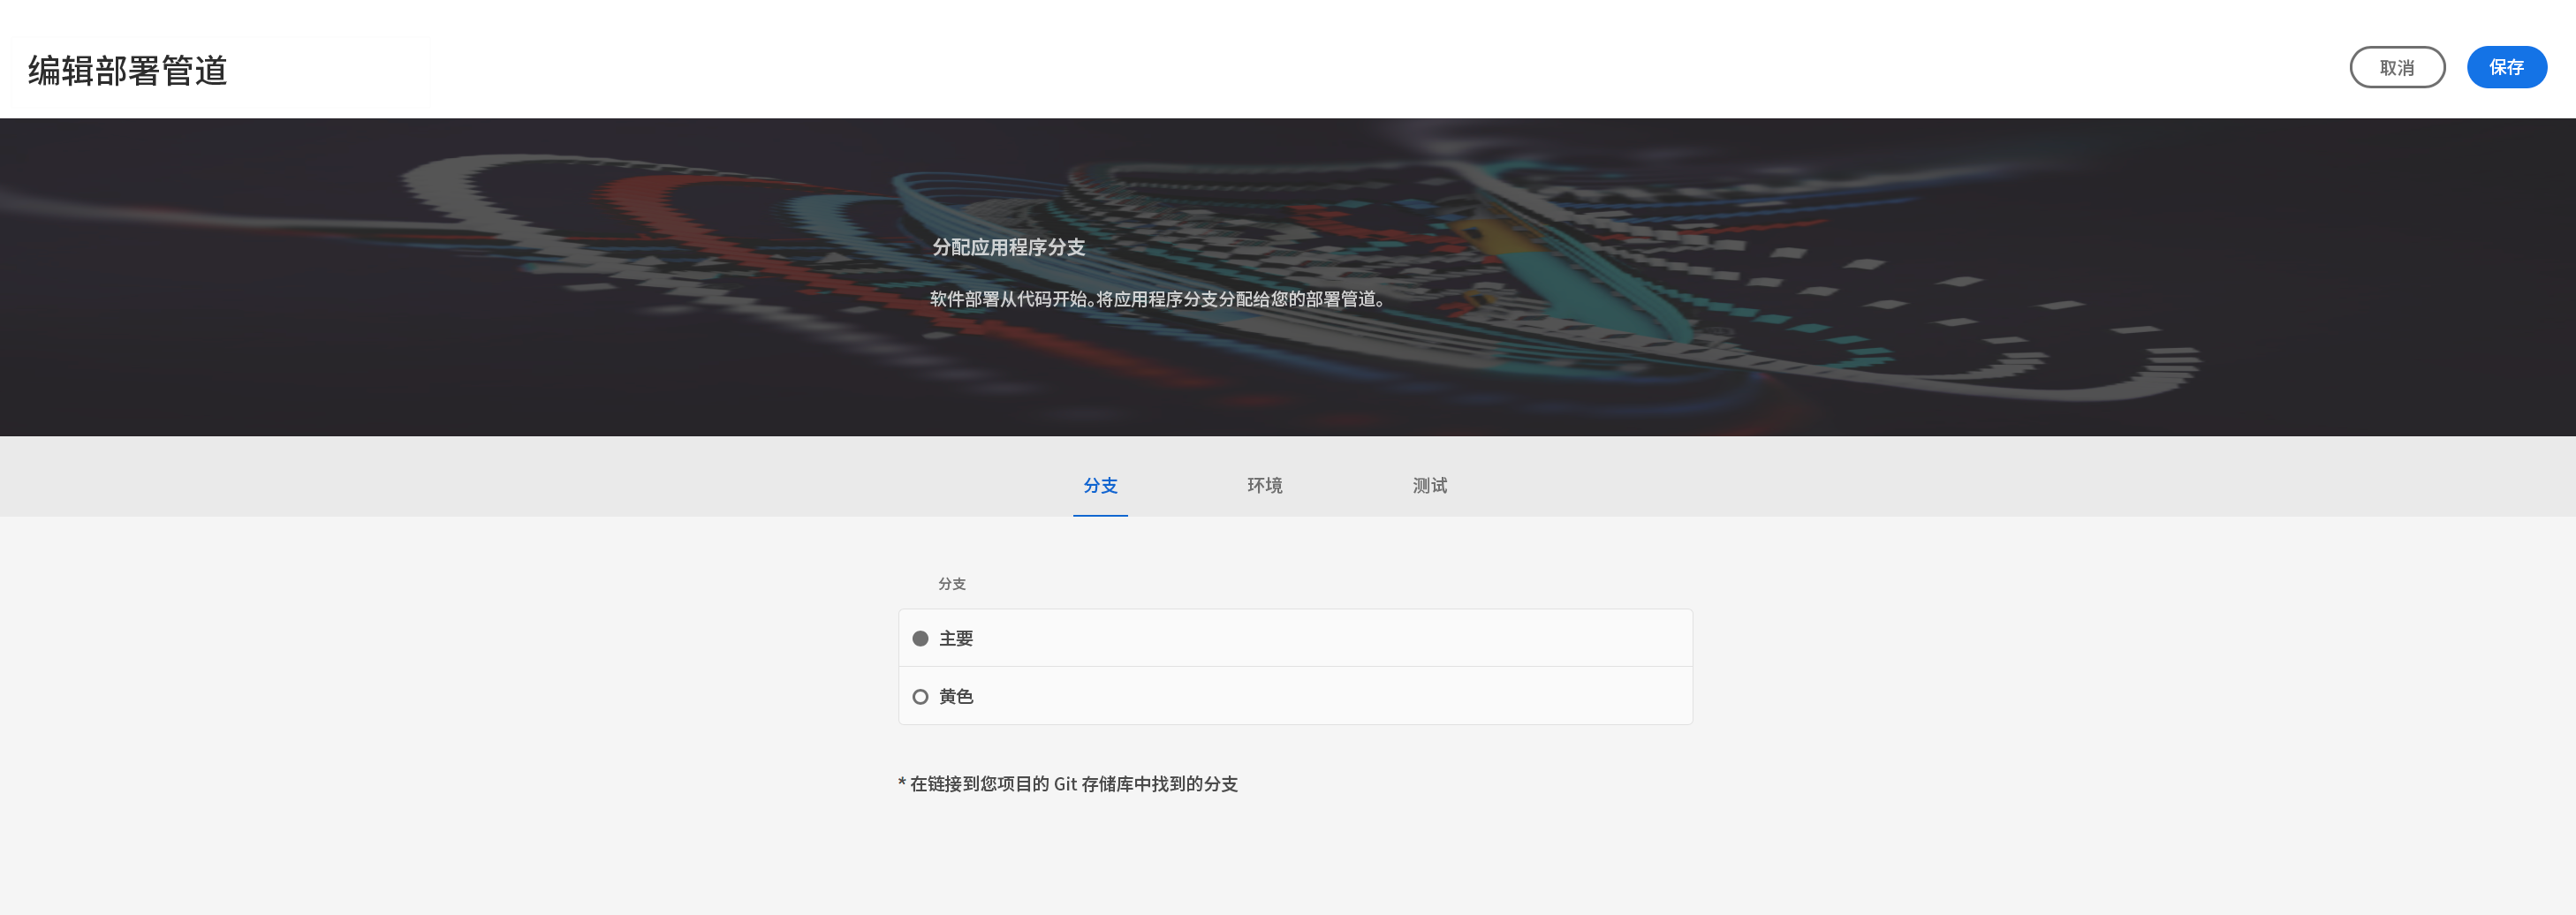 编辑部署管道
取消
保存
分配应用程序分支
软件部署从代码开始。将应用程序分支分配给您的部署管道。
分支
环境
测试
分支
主要
黄色
* 在链接到您项目的 Git 存储库中找到的分支